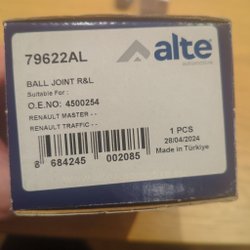 79622AL
alte
automotive
BALL JOINT R&L
Suitable For :
O.E.NO: 4500254
RENAULT MASTER - -
RENAULT TRAFFIC - -
1 PCS
28/04/2024
Made in Türkiye
8 684245 002085